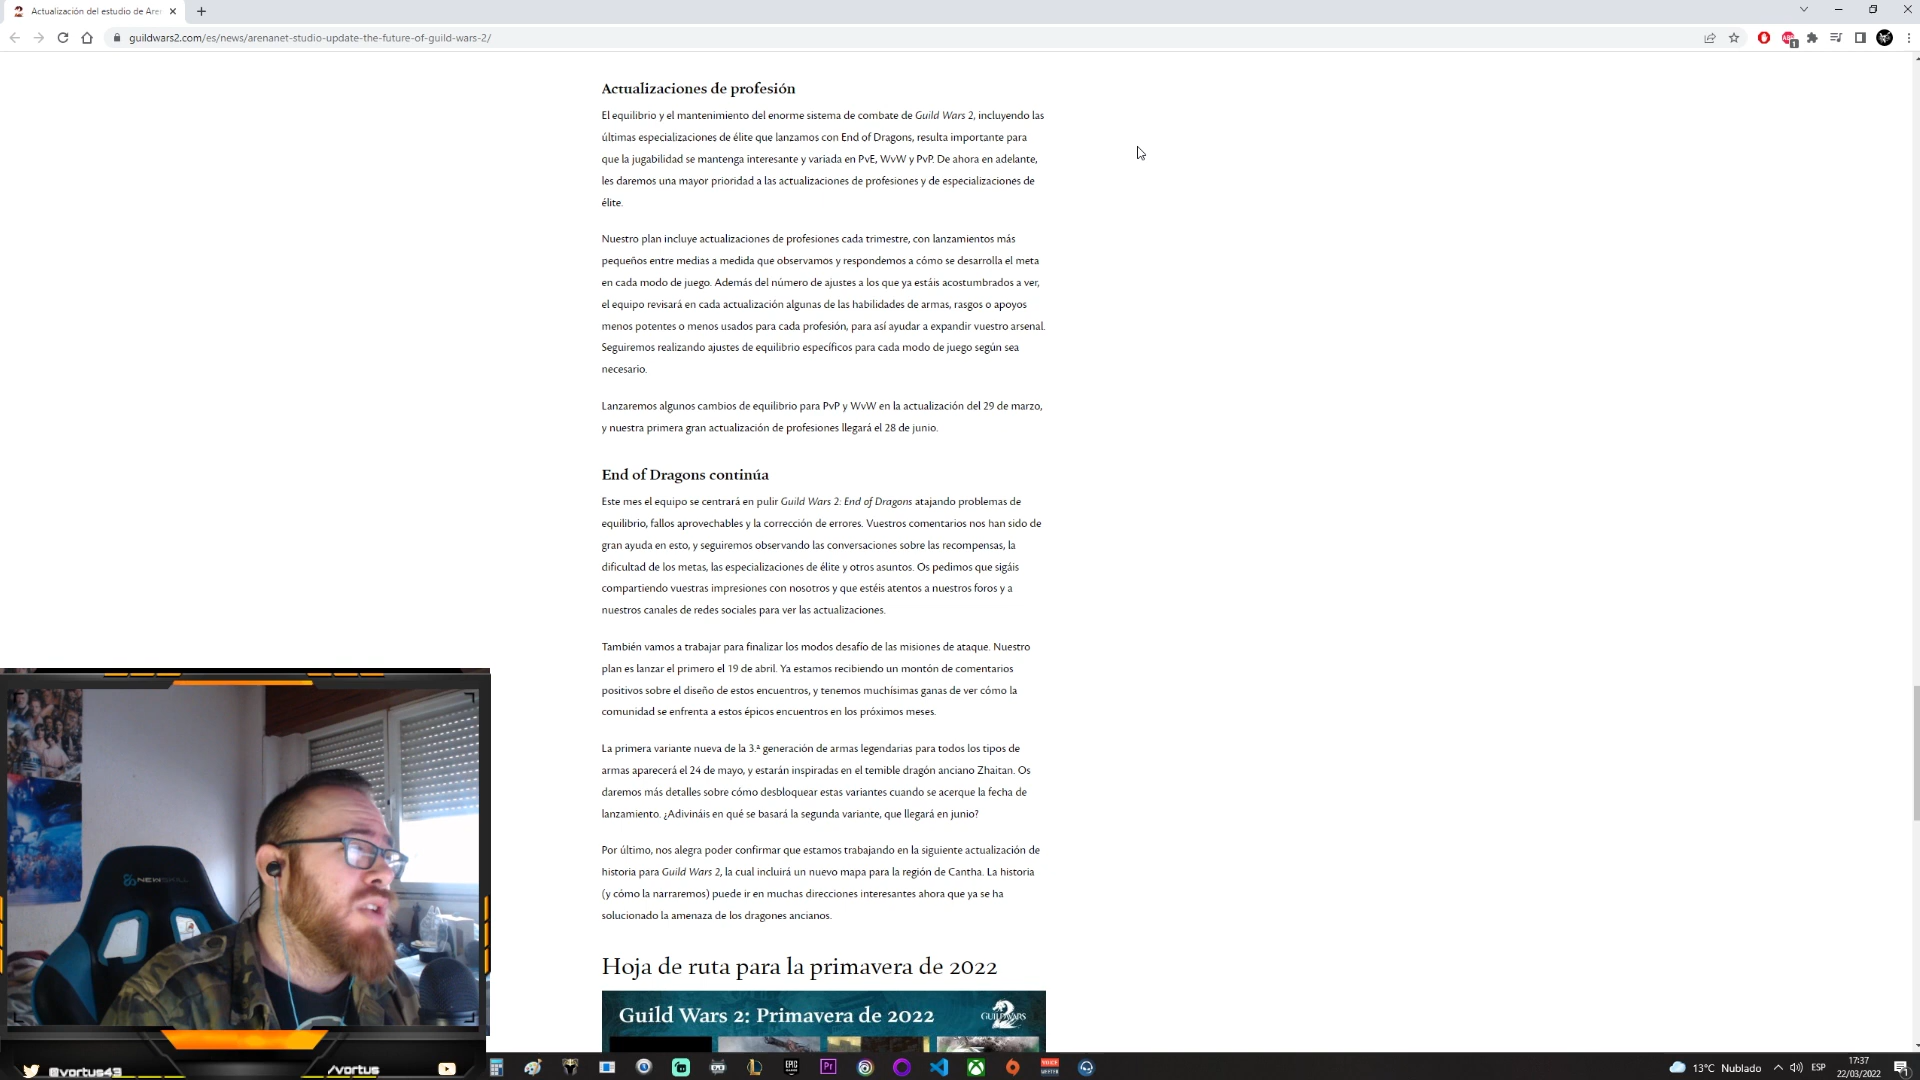 Actualización del estudio de Are
guildwars2.com/es/news/arenanet-studio-update-the-future-of-guild-wars-2/
Actualizaciones de profesión
El equilibrio y el mantenimiento del enorme sistema de combate de Guild Wars 2, incluyendo las
últimas especializaciones de élite que lanzamos con End of Dragons, resulta importante para
que la jugabilidad se mantenga interesante y variada en PvE, WvW y PvP. De ahora en adelante,
les daremos una mayor prioridad a las actualizaciones de profesiones y de especializaciones de
élite.
Nuestro plan incluye actualizaciones de profesiones cada trimestre, con lanzamientos más
pequeños entre medias a medida que observamos y respondemos a cómo se desarrolla el meta
en cada modo de juego. Además del número de ajustes a los que ya estáis acostumbrados a ver,
el equipo revisará en cada actualización algunas de las habilidades de armas, rasgos o apoyos
menos potentes o menos usados para cada profesión, para así ayudar a expandir vuestro arsenal.
Seguiremos realizando ajustes de equilibrio específicos para cada modo de juego según sea
necesario.
Lanzaremos algunos cambios de equilibrio para PvP y WvW en la actualización del 29 de marzo,
y nuestra primera gran actualización de profesiones llegará el 28 de junio.
End of Dragons continúa
Este mes el equipo se centrará en pulir Guild Wars 2: End of Dragons atajando problemas de
equilibrio, fallos aprovechables y la corrección de errores. Vuestros comentarios nos han sido de
gran ayuda en esto, y seguiremos observando las conversaciones sobre las recompensas, la
dificultad de los metas, las especializaciones de élite y otros asuntos. Os pedimos que sigáis
compartiendo vuestras impresiones con nosotros y que estéis atentos a nuestros foros y a
nuestros canales de redes sociales para ver las actualizaciones.
También vamos a trabajar para finalizar los modos desafío de las misiones de ataque. Nuestro
plan es lanzar el primero el 19 de abril. Ya estamos recibiendo un montón de comentarios
positivos sobre el diseño de estos encuentros, y tenemos muchísimas ganas de ver cómo la
comunidad se enfrenta a estos épicos encuentros en los próximos meses.
La primera variante nueva de la 3.ª generación de armas legendarias para todos los tipos de
armas aparecerá el 24 de mayo, y estarán inspiradas en el temible dragón anciano Zhaitan. Os
daremos más detalles sobre cómo desbloquear estas variantes cuando se acerque la fecha de
lanzamiento. ¿Adivináis en qué se basará la segunda variante, que llegará en junio?
Por último, nos alegra poder confirmar que estamos trabajando en la siguiente actualización de
historia para Guild Wars 2, la cual incluirá un nuevo mapa para la región de Cantha. La historia
(y cómo la narraremos) puede ir en muchas direcciones interesantes ahora que ya se ha
solucionado la amenaza de los dragones ancianos.
Hoja de ruta para la primavera de 2022
Guild Wars 2: Primavera de 2022
GUILD WARS
NEWSKILL
@vortus43
/vortus
EPIC
Pr
13°C Nublado
ESP
17:37
22/03/2022